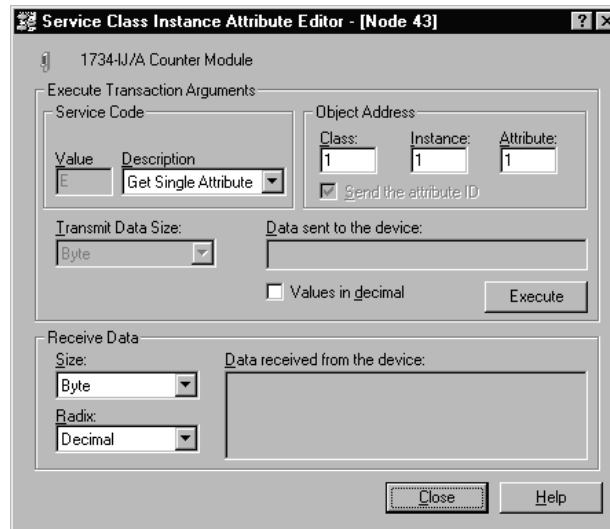 Service Class Instance Attribute Editor - [Node 43]
1734-IJ/A Counter Module
Execute Transaction Arguments
Service Code
Value
Description
E
Get Single Attribute
Object Address
Class:
Instance:
Attribute:
1
1
1
Send the attribute ID
Transmit Data Size:
Byte
Data sent to the device:
Values in decimal
Execute
Receive Data
Size:
Byte
Radix:
Decimal
Data received from the device:
Close
Help